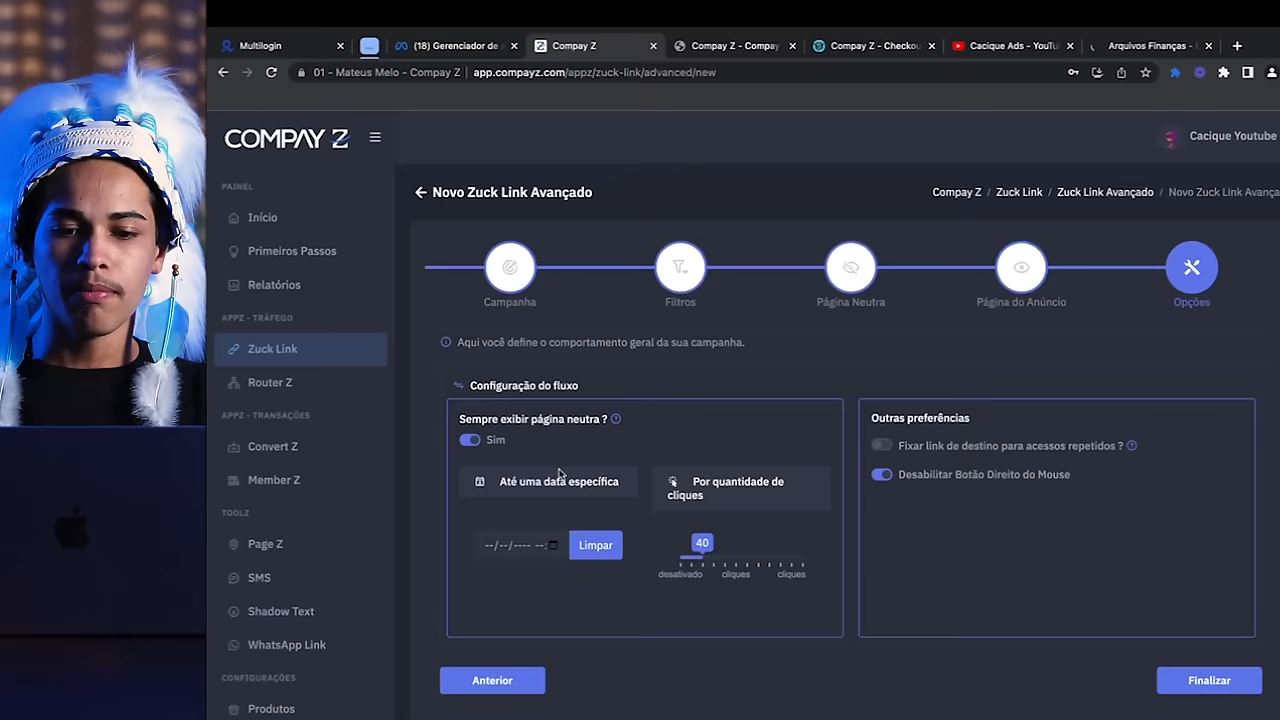 Multilogin
(18) Gerenciador de
Compay Z
Compay Z - Compay
Compay Z - Checkou
Cacique Ads - YouTu
Arquivos Finanças -
01 - Mateus Melo - Compay Z
app.compayz.com/appz/zuck-link/advanced/new
COMPAY Z
Cacique Youtube
PAINEL
Início
Primeiros Passos
Relatórios
APPZ - TRÁFEGO
Zuck Link
Router Z
APPZ - TRANSAÇÕES
Convert Z
Member Z
TOOLZ
Page Z
SMS
Shadow Text
WhatsApp Link
CONFIGURAÇÕES
Produtos
Novo Zuck Link Avançado
Compay Z / Zuck Link / Zuck Link Avançado / Novo Zuck Link Avança
Campanha
Filtros
Página Neutra
Página do Anúncio
Opções
Aqui você define o comportamento geral da sua campanha.
Configuração do fluxo
Sempre exibir página neutra ?
Sim
Até uma data específica
Por quantidade de
cliques
--/--/---- --:--
Limpar
40
desativado
cliques
cliques
Outras preferências
Fixar link de destino para acessos repetidos ?
Desabilitar Botão Direito do Mouse
Anterior
Finalizar